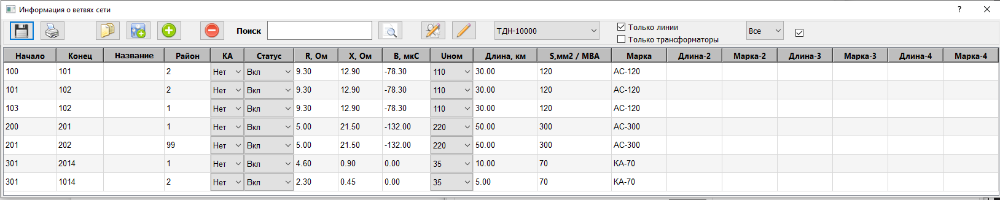 Информация о ветвях сети ?
Поиск ТДН-10000 Только линии Все
Только трансформаторы
Начало Конец Название Район КА Статус R, Ом X, Ом B, мкС Uном Длина, км S,мм2 / МВА Марка Длина-2 Марка-2 Длина-3 Марка-3 Длина-4 Марка-4
100 101 2 Нет Вкл 9.30 12.90 -78.30 110 30.00 120 АС-120
101 102 2 Нет Вкл 9.30 12.90 -78.30 110 30.00 120 АС-120
103 102 1 Нет Вкл 9.30 12.90 -78.30 110 30.00 120 АС-120
200 201 1 Нет Вкл 5.00 21.50 -132.00 220 50.00 300 АС-300
201 202 99 Нет Вкл 5.00 21.50 -132.00 220 50.00 300 АС-300
301 2014 1 Нет Вкл 4.60 0.90 0.00 35 10.00 70 КА-70
301 1014 2 Нет Вкл 2.30 0.45 0.00 35 5.00 70 КА-70